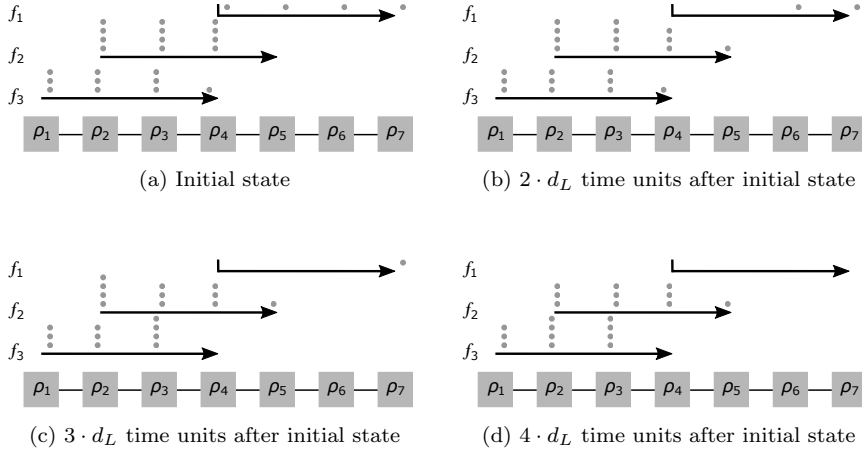 f1
f2
f3
ρ1 ρ2 ρ3 ρ4 ρ5 ρ6 ρ7
(a) Initial state
f1
f2
f3
ρ1 ρ2 ρ3 ρ4 ρ5 ρ6 ρ7
(b) 2 · dL time units after initial state
f1
f2
f3
ρ1 ρ2 ρ3 ρ4 ρ5 ρ6 ρ7
(c) 3 · dL time units after initial state
f1
f2
f3
ρ1 ρ2 ρ3 ρ4 ρ5 ρ6 ρ7
(d) 4 · dL time units after initial state